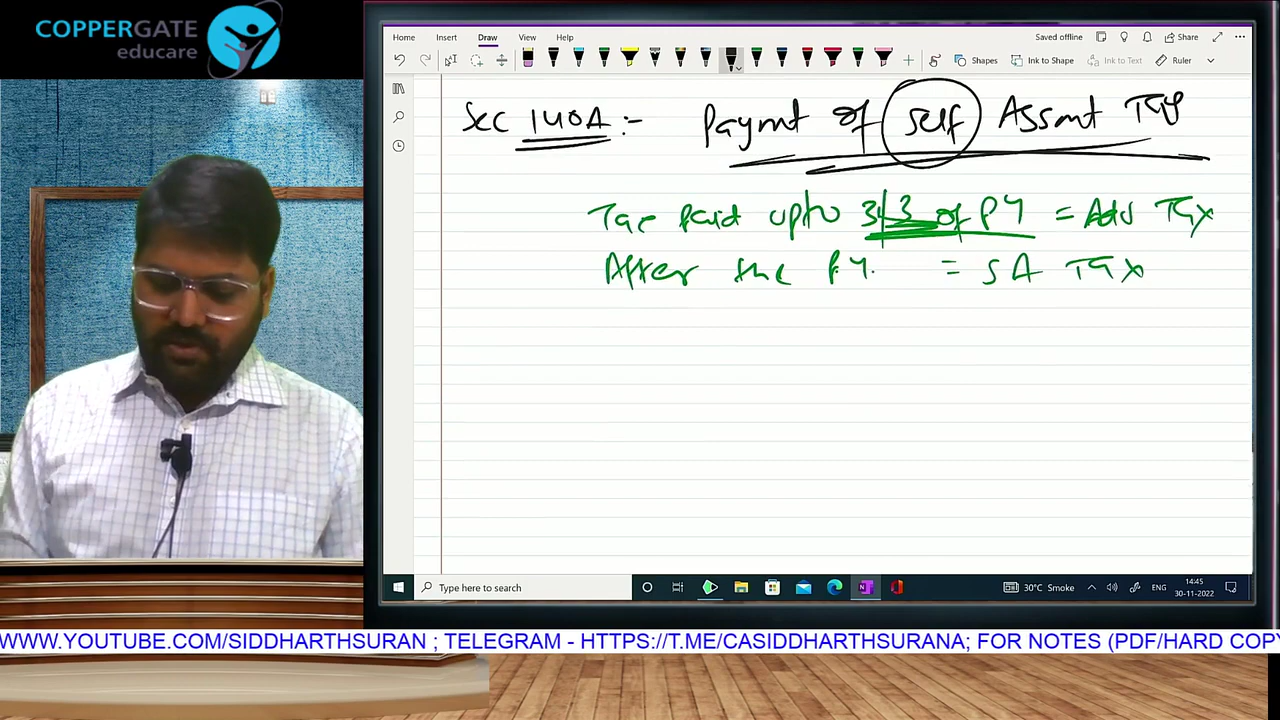 COPPERGATE
educare
Home Insert Draw View Help
Saved offline Share
Shapes Ink to Shape Ink to Text Ruler
Sec 140A :- Paymt of self Assmt Tax
Tax Paid upto 31/3 of P.Y = Adv Tax
After the P.Y. = SA Tax
Type here to search
30°C Smoke ENG 14:45
30-11-2022
WWW.YOUTUBE.COM/SIDDHARTHSURAN ; TELEGRAM - HTTPS://T.ME/CASIDDHARTHSURANA; FOR NOTES (PDF/HARD COPY